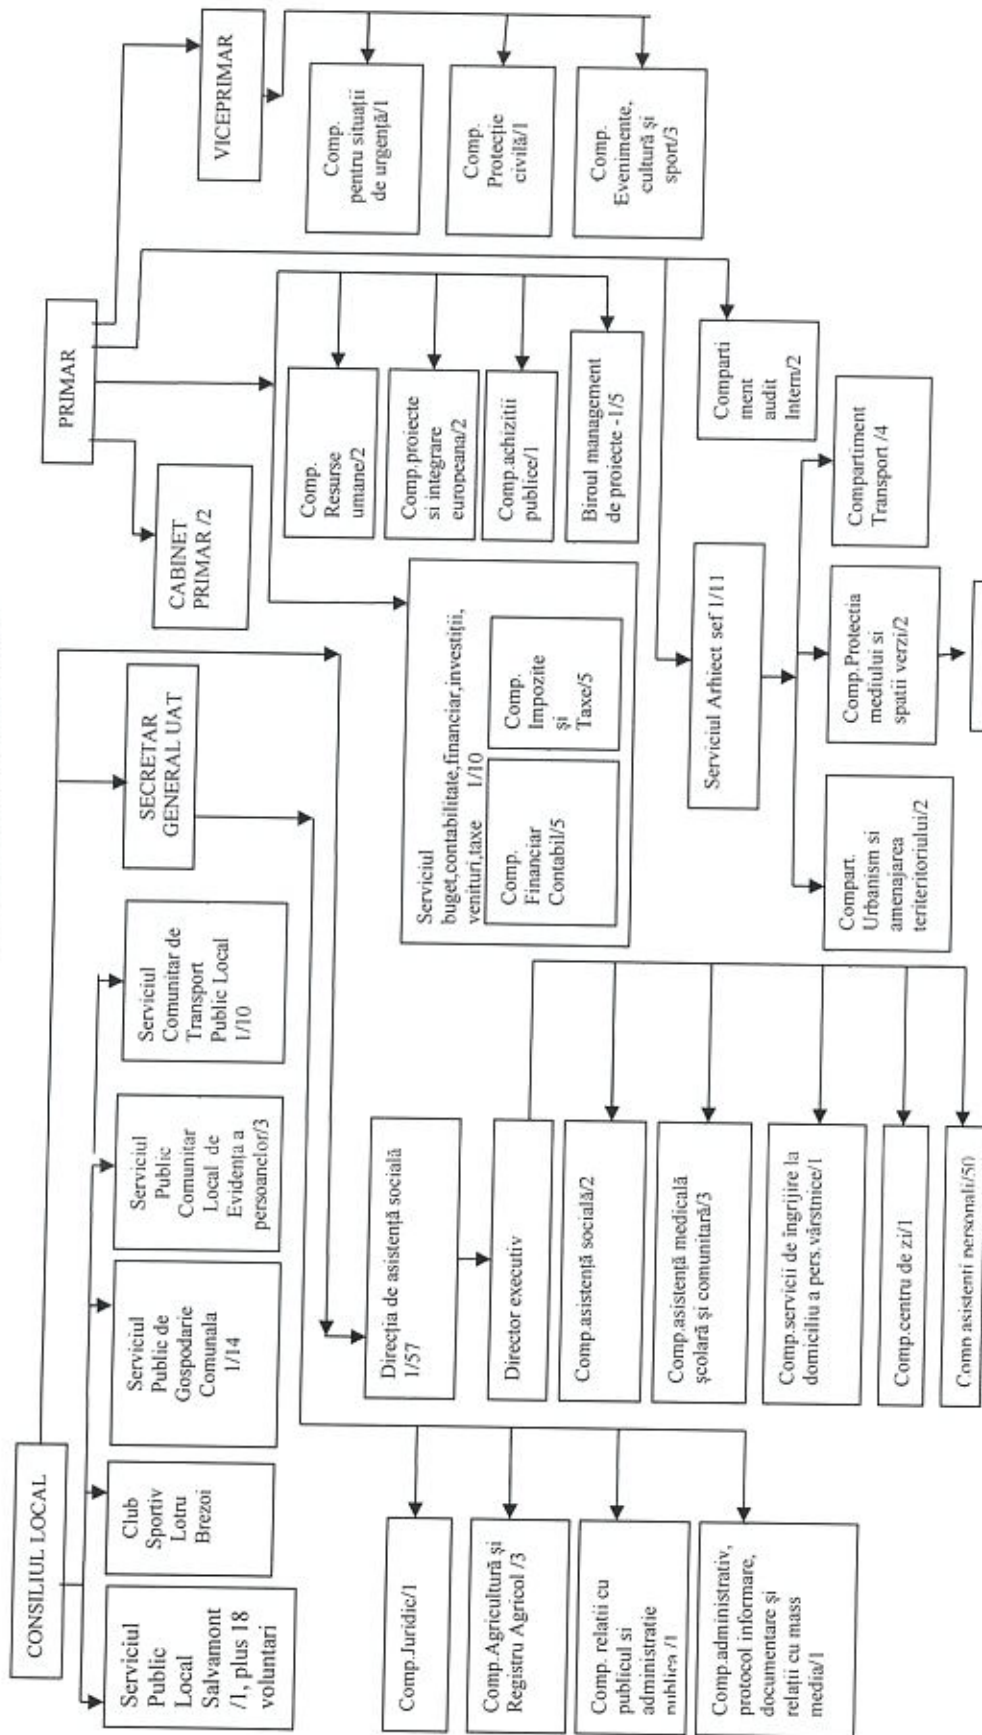 CONSILIUL LOCAL
PRIMAR
VICEPRIMAR
CABINET
PRIMAR /2
SECRETAR
GENERAL UAT
Serviciul
Public
Local
Salvamont
/1, plus 18
voluntari
Club
Sportiv
Lotru
Brezoi
Serviciul
Public de
Gospodarie
Comunala
1/14
Serviciul
Public
Comunitar
Local de
Evidența a
persoanelor/3
Serviciul
Comunitar de
Transport
Public Local
1/10
Comp.
pentru situații
de urgență/1
Comp.
Protecție
civilă/1
Comp.
Evenimente,
cultură și
sport/3
Comp.
Resurse
umane/2
Comp.proiecte
si integrare
europeana/2
Comp.achizitii
publice/1
Biroul management
de proiecte -1/5
Serviciul
buget,contabilitate,financiar,investiții,
venituri,taxe 1/10
Comp.
Financiar
Contabil/5
Comp.
Impozite
și
Taxe/5
Comparti
ment
audit
Intern/2
Serviciul Arhiect sef 1/11
Compart.
Urbanism si
amenajarea
teriteritoriului/2
Comp.Protectia
mediului si
spatii verzi/2
Compartiment
Transport /4
Direcția de asistență socială
1/57
Director executiv
Comp.asistență socială/2
Comp.asistență medicală
școlară și comunitară/3
Comp.servicii de îngrijire la
domiciliu a pers.vârstnice/1
Comp.centru de zi/1
Comp.asistenti personali/50
Comp.Juridic/1
Comp.Agricultură și
Registru Agricol /3
Comp. relatii cu
publicul si
administratie
publica /1
Comp.administrativ,
protocol informare,
documentare și
relații cu mass
media/1